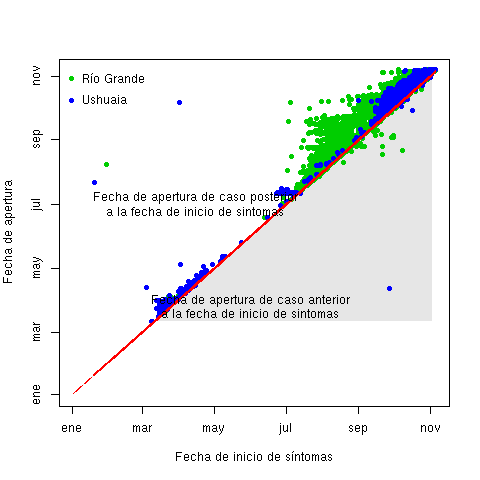 Río Grande
Ushuaia
Fecha de apertura de caso posterior
a la fecha de inicio de sintomas
Fecha de apertura de caso anterior
a la fecha de inicio de sintomas
Fecha de apertura
ene
mar
may
jul
sep
nov
ene
mar
may
jul
sep
nov
Fecha de inicio de síntomas